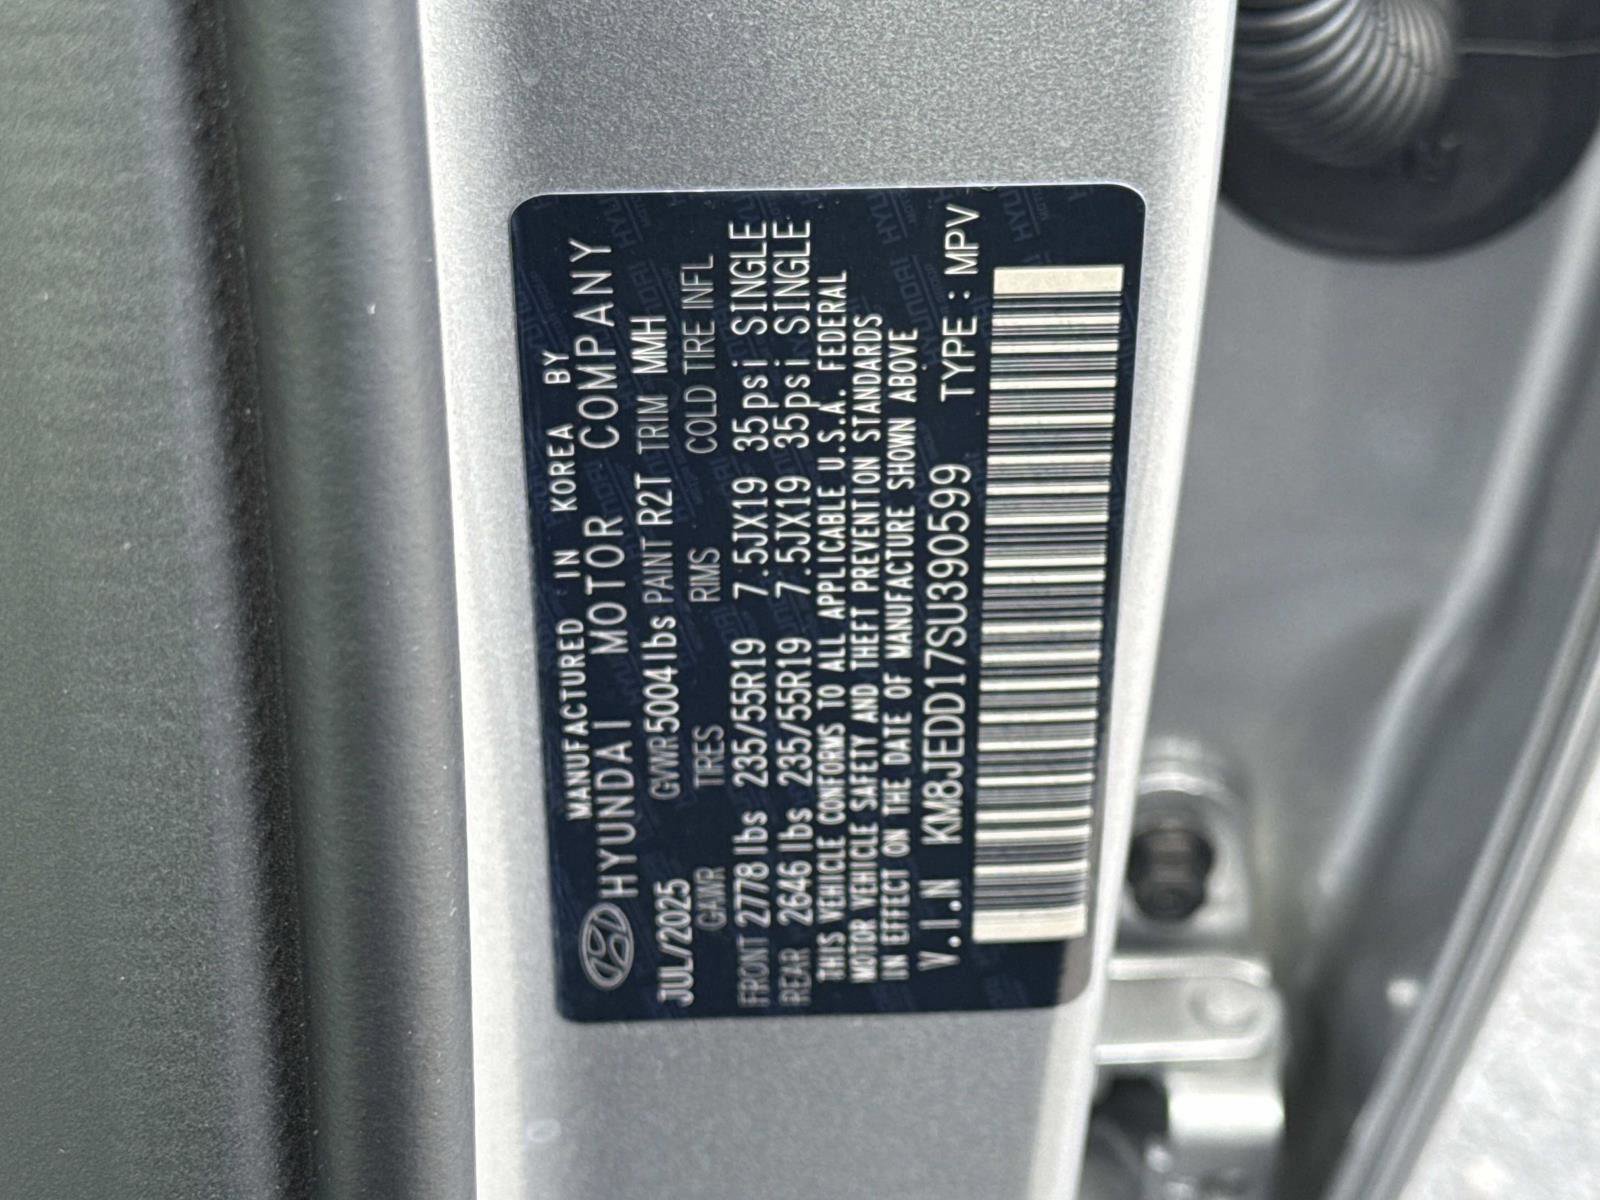 MANUFACTURED IN KOREA BY
HYUNDAI MOTOR COMPANY
JUL/2025 GVWR 5004lbs PAINT R2T TRIM MMH
GAWR TIRES RIMS COLD TIRE INFL
FRONT 2778lbs 235/55R19 7.5JX19 35psi SINGLE
REAR 2646lbs 235/55R19 7.5JX19 35psi SINGLE
THIS VEHICLE CONFORMS TO ALL APPLICABLE U.S.A. FEDERAL
MOTOR VEHICLE SAFETY AND THEFT PREVENTION STANDARDS
IN EFFECT ON THE DATE OF MANUFACTURE SHOWN ABOVE
V.I.N KM8JEDD17SU390599 TYPE: MPV